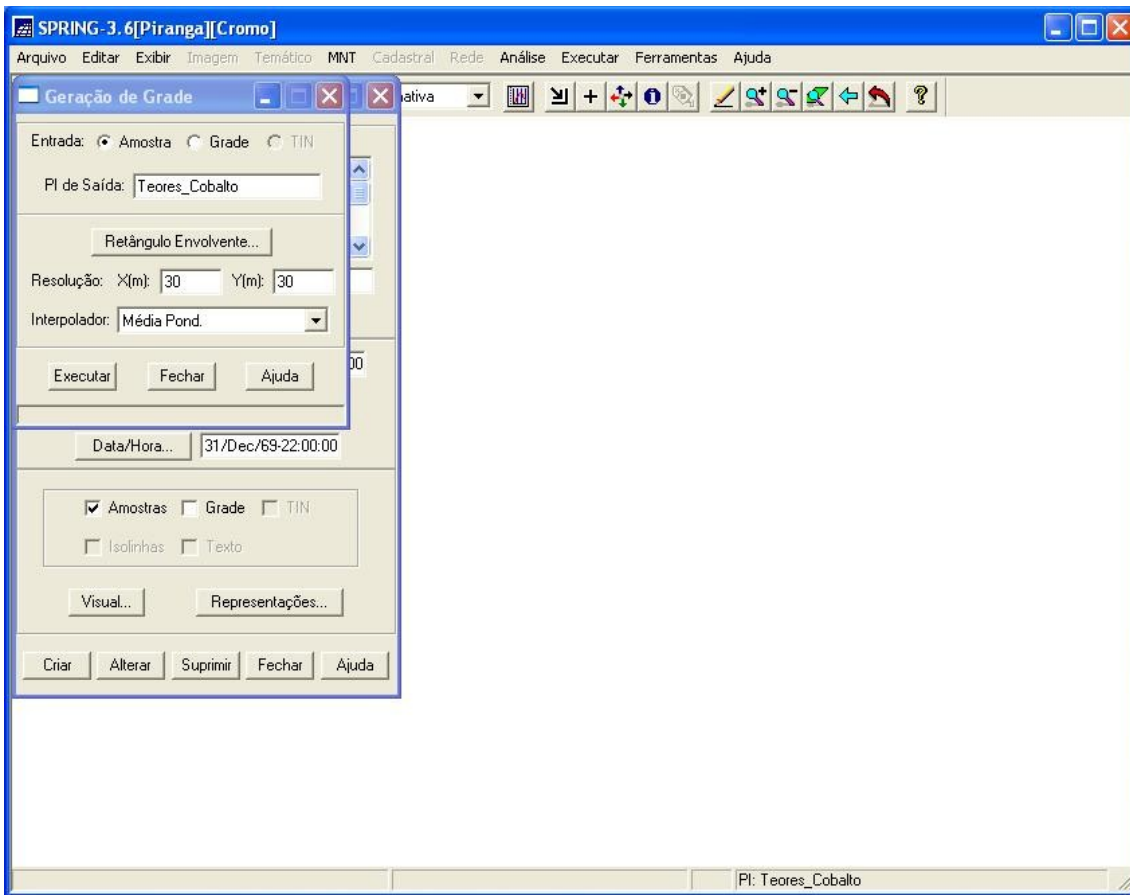 SPRING-3.6[Piranga][Cromo]
Arquivo Editar Exibir Imagem Temático MNT Cadastral Rede Análise Executar Ferramentas Ajuda
Geração de Grade
nativa
Entrada: Amostra Grade TIN
PI de Saída: Teores_Cobalto
Retângulo Envolvente...
Resolução: X(m): 30 Y(m): 30
Interpolador: Média Pond.
Executar Fechar Ajuda
00
Data/Hora... 31/Dec/69-22:00:00
Amostras Grade TIN
Isolinhas Texto
Visual... Representações...
Criar Alterar Suprimir Fechar Ajuda
PI: Teores_Cobalto